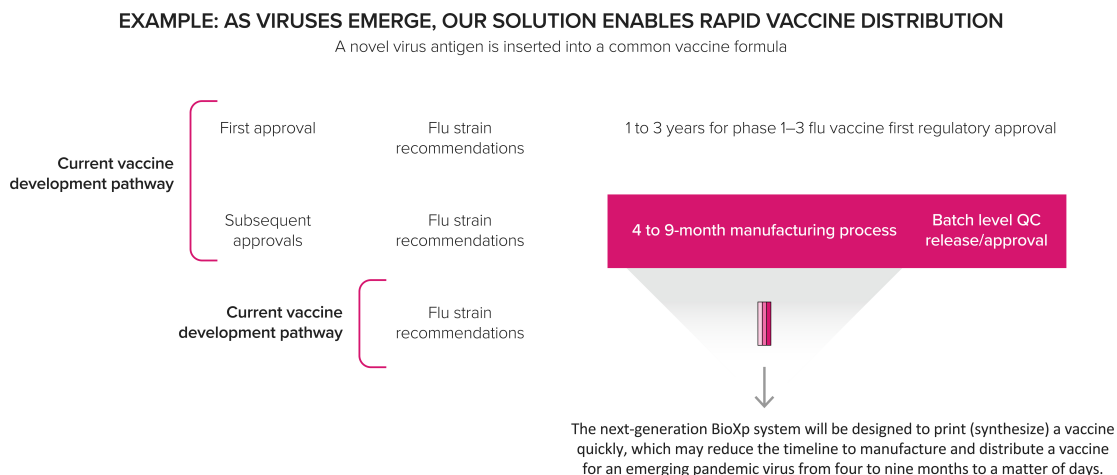 EXAMPLE: AS VIRUSES EMERGE, OUR SOLUTION ENABLES RAPID VACCINE DISTRIBUTION
A novel virus antigen is inserted into a common vaccine formula
Current vaccine
development pathway
First approval
Flu strain
recommendations
1 to 3 years for phase 1–3 flu vaccine first regulatory approval
Subsequent
approvals
Flu strain
recommendations
4 to 9-month manufacturing process
Batch level QC
release/approval
Current vaccine
development pathway
Flu strain
recommendations
The next-generation BioXp system will be designed to print (synthesize) a vaccine
quickly, which may reduce the timeline to manufacture and distribute a vaccine
for an emerging pandemic virus from four to nine months to a matter of days.